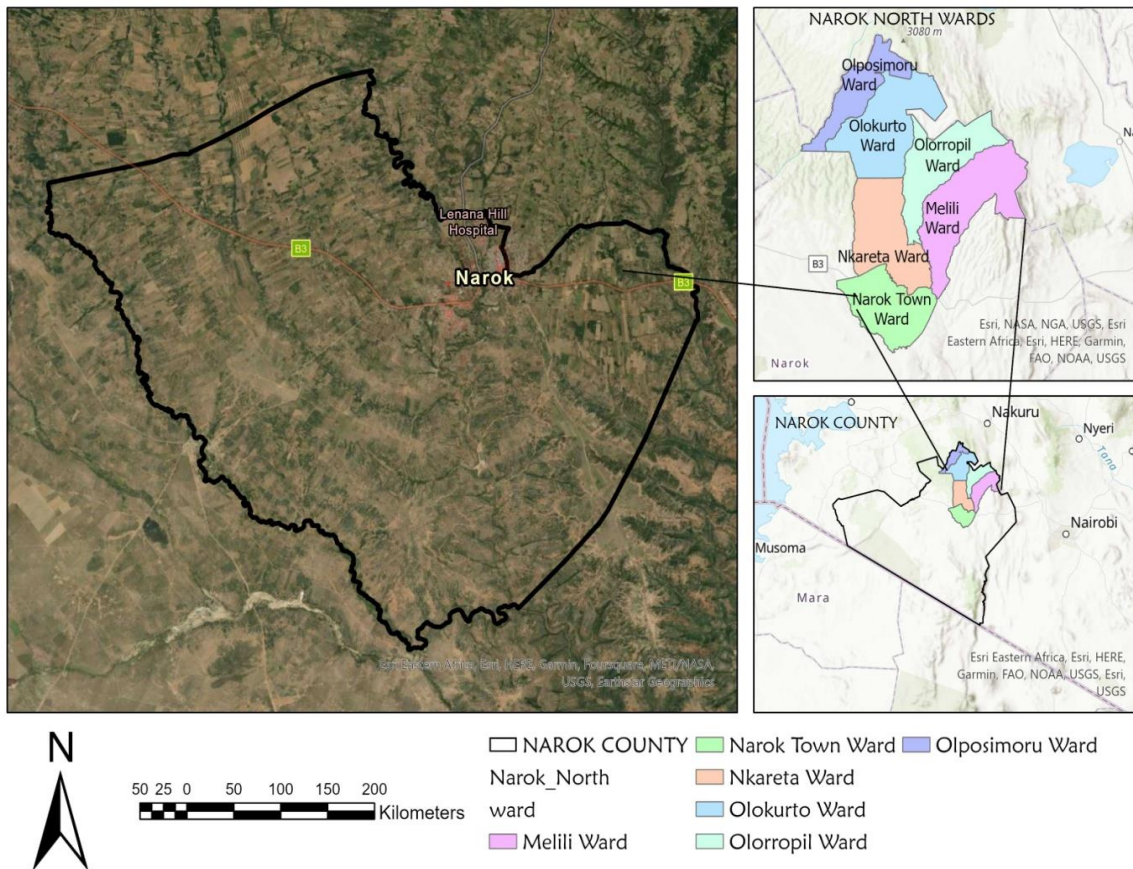 Lenana Hill
Hospital
B3
Narok
B3
Esri Eastern Africa, Esri, HERE, Garmin, Foursquare, METI/NASA,
USGS, Earthstar Geographics
NAROK NORTH WARDS
3080 m
Olposimoru
Ward
Olokurto
Ward
Olorropil
Ward
Melili
Ward
Nkareta Ward
B3
Narok Town
Ward
Na
Narok
Esri, NASA, NGA, USGS, Esri
Eastern Africa, Esri, HERE, Garmin,
FAO, NOAA, USGS
NAROK COUNTY
Nakuru
Nyeri
Tana
Nairobi
Musoma
Mara
Esri Eastern Africa, Esri, HERE,
Garmin, FAO, NOAA, USGS, Esri,
USGS
N
50 25 0 50 100 150 200
Kilometers
NAROK COUNTY
Narok_North
ward
Melili Ward
Narok Town Ward
Nkareta Ward
Olokurto Ward
Olorropil Ward
Olposimoru Ward